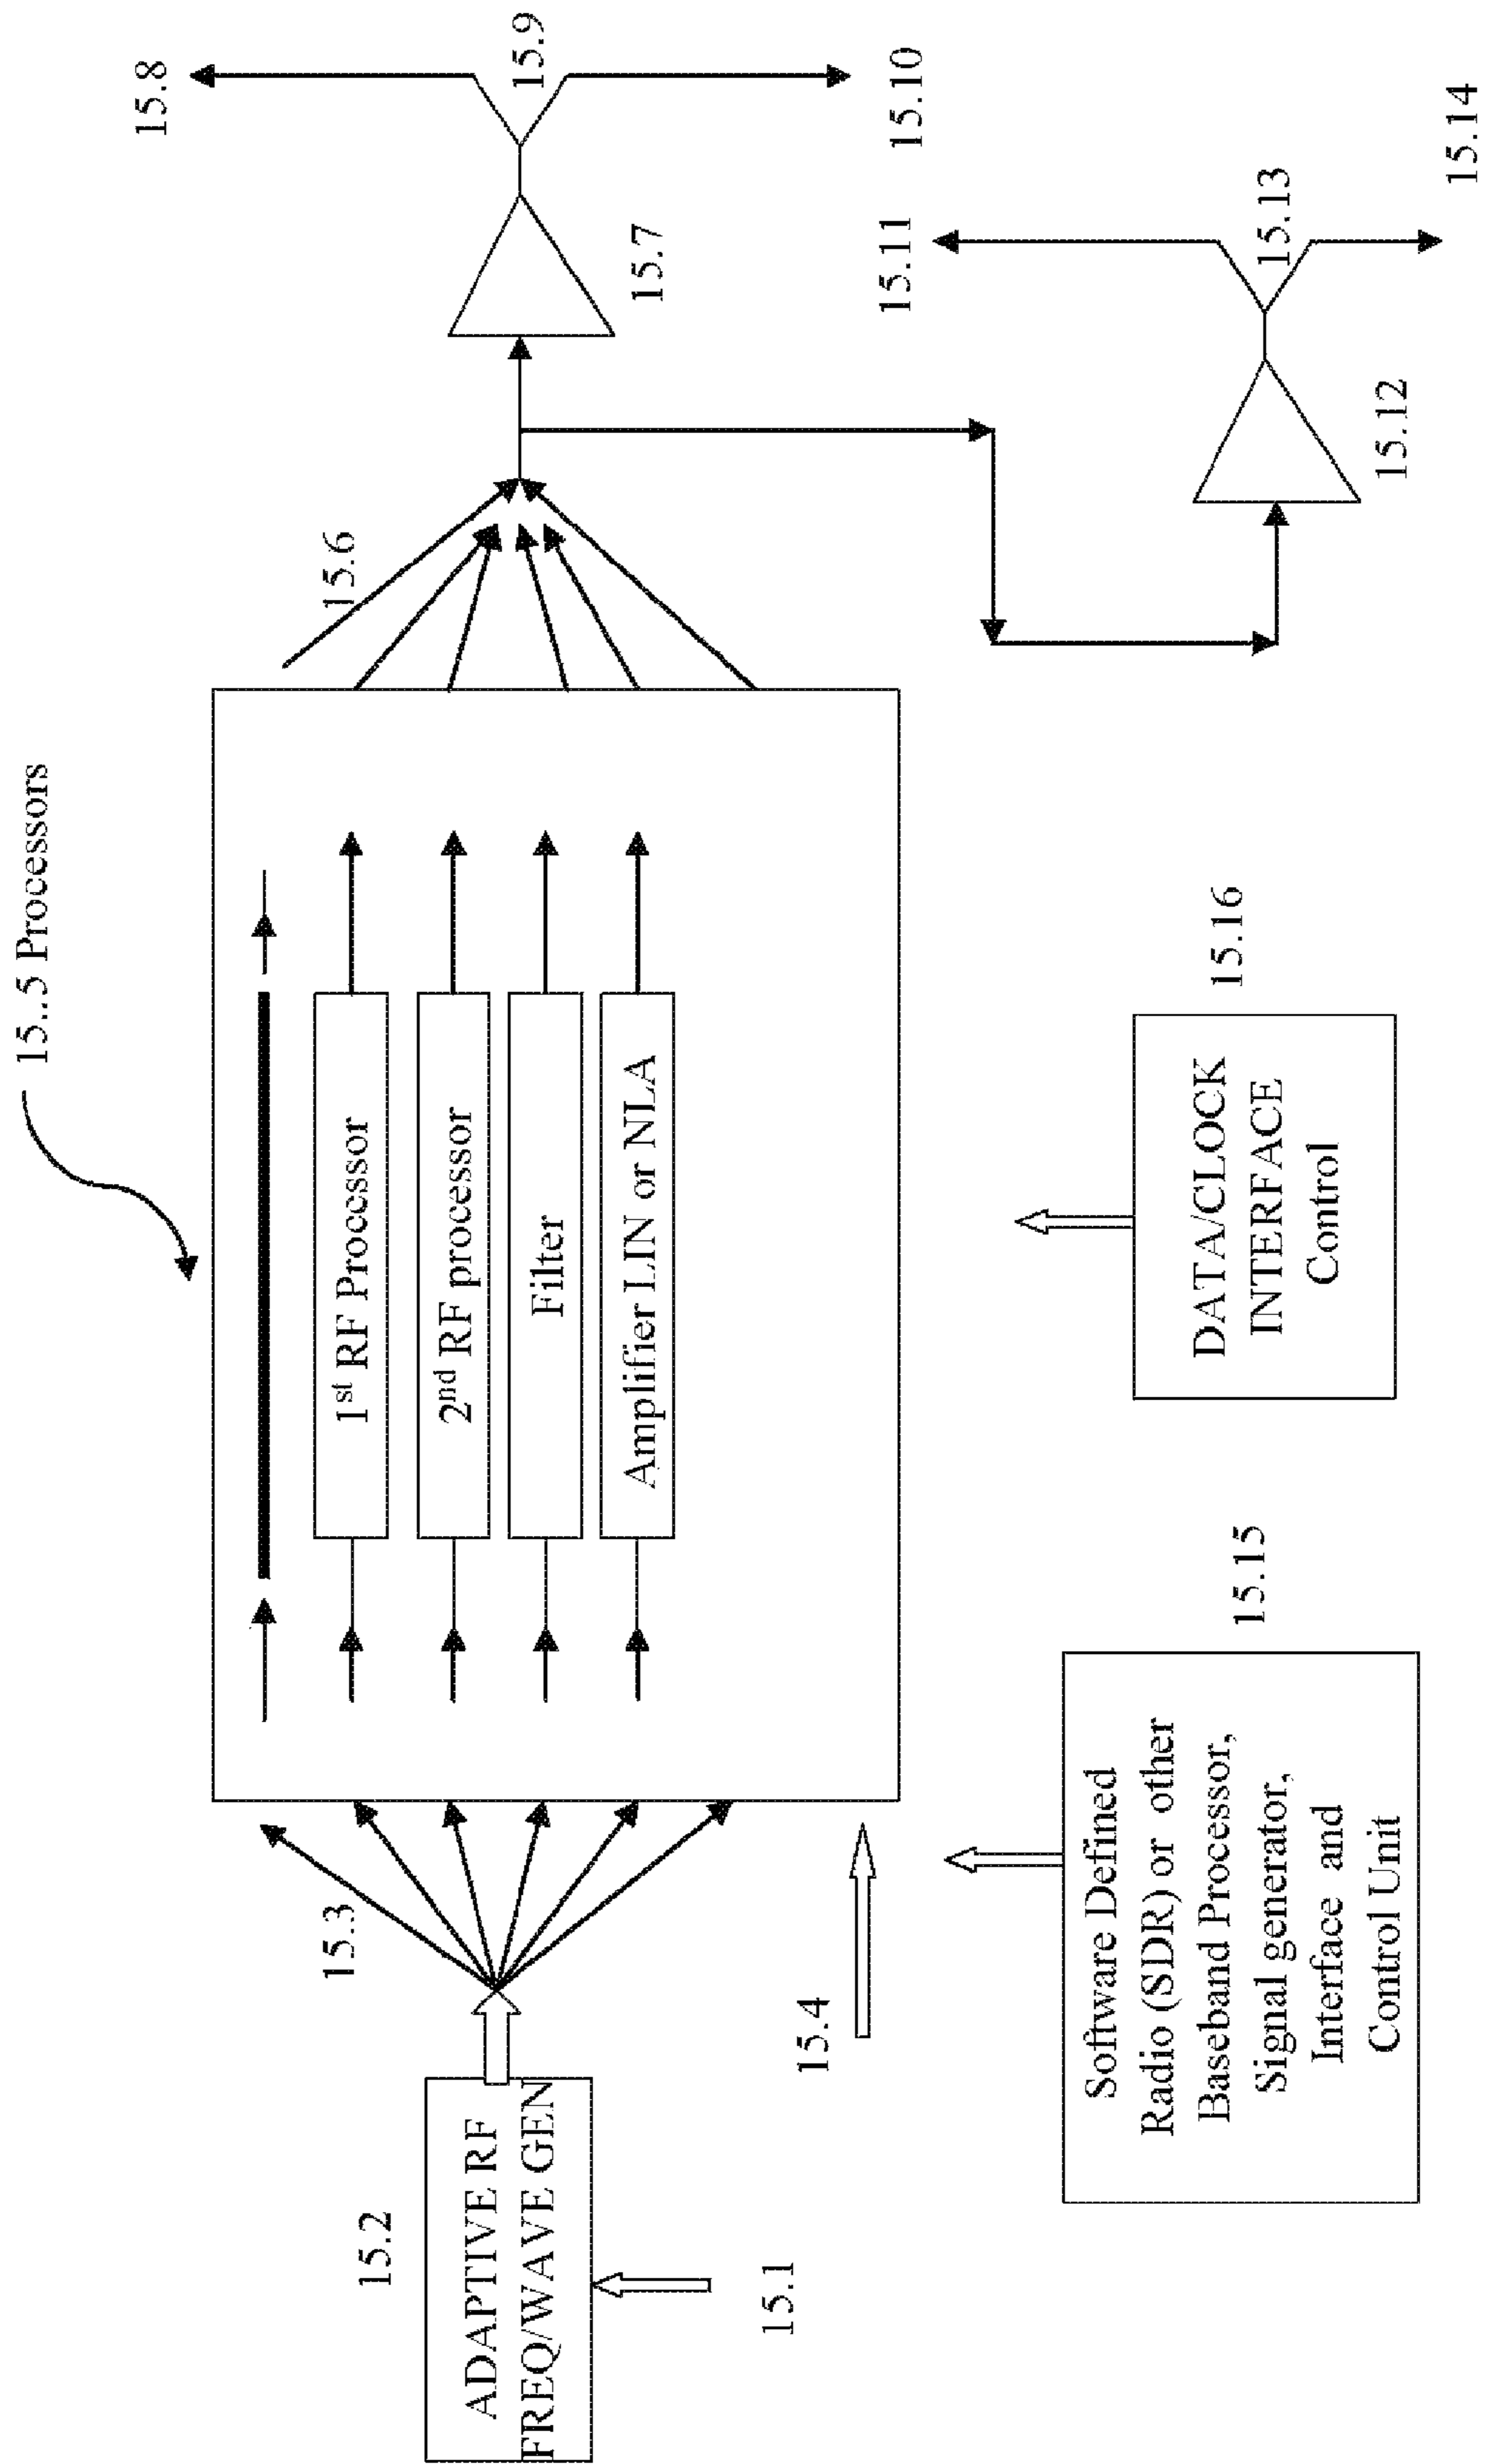 15..5 Processors
15.8
15.9
15.10
15.7
15.6
15.3
15.2
ADAPTIVE RF
FREQ/WAVE GEN
15.1
15.4
1st RF Processor
2nd RF processor
Filter
Amplifier LIN or NLA
15.11
15.13
15.14
15.12
15.15
Software Defined
Radio (SDR) or other
Baseband Processor,
Signal generator,
Interface and
Control Unit
15.16
DATA/CLOCK
INTERFACE
Control